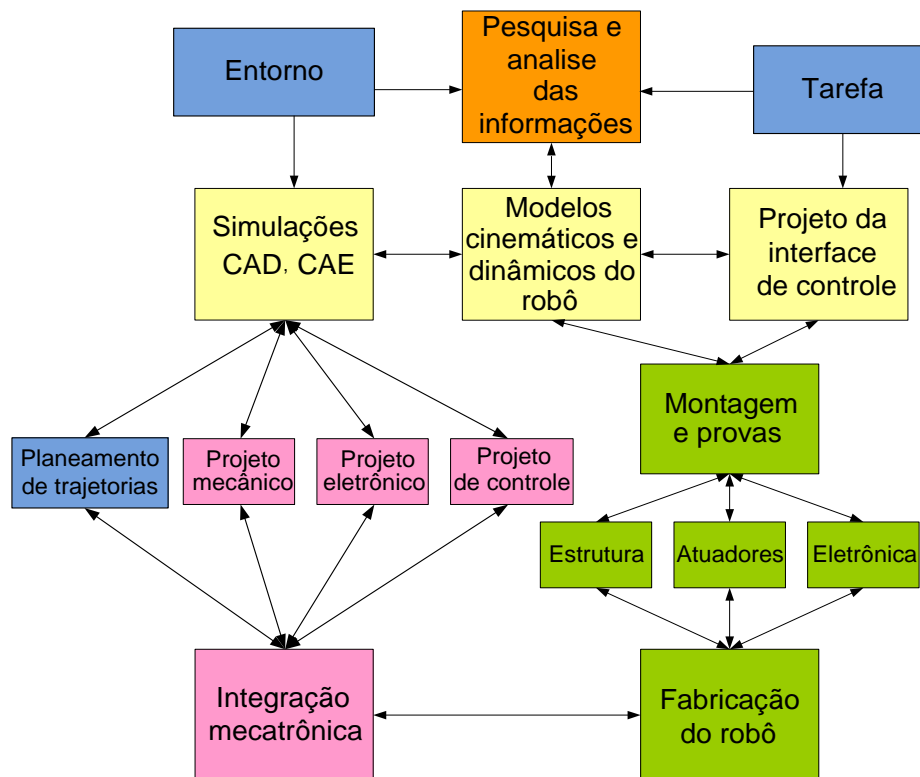 Entorno
Pesquisa e
analise
das
informações
Tarefa
Simulações
CAD, CAE
Modelos
cinemáticos e
dinâmicos do
robô
Projeto da
interface
de controle
Montagem
e provas
Planeamento
de trajetorias
Projeto
mecânico
Projeto
eletrônico
Projeto
de controle
Estrutura
Atuadores
Eletrônica
Integração
mecatrônica
Fabricação
do robô